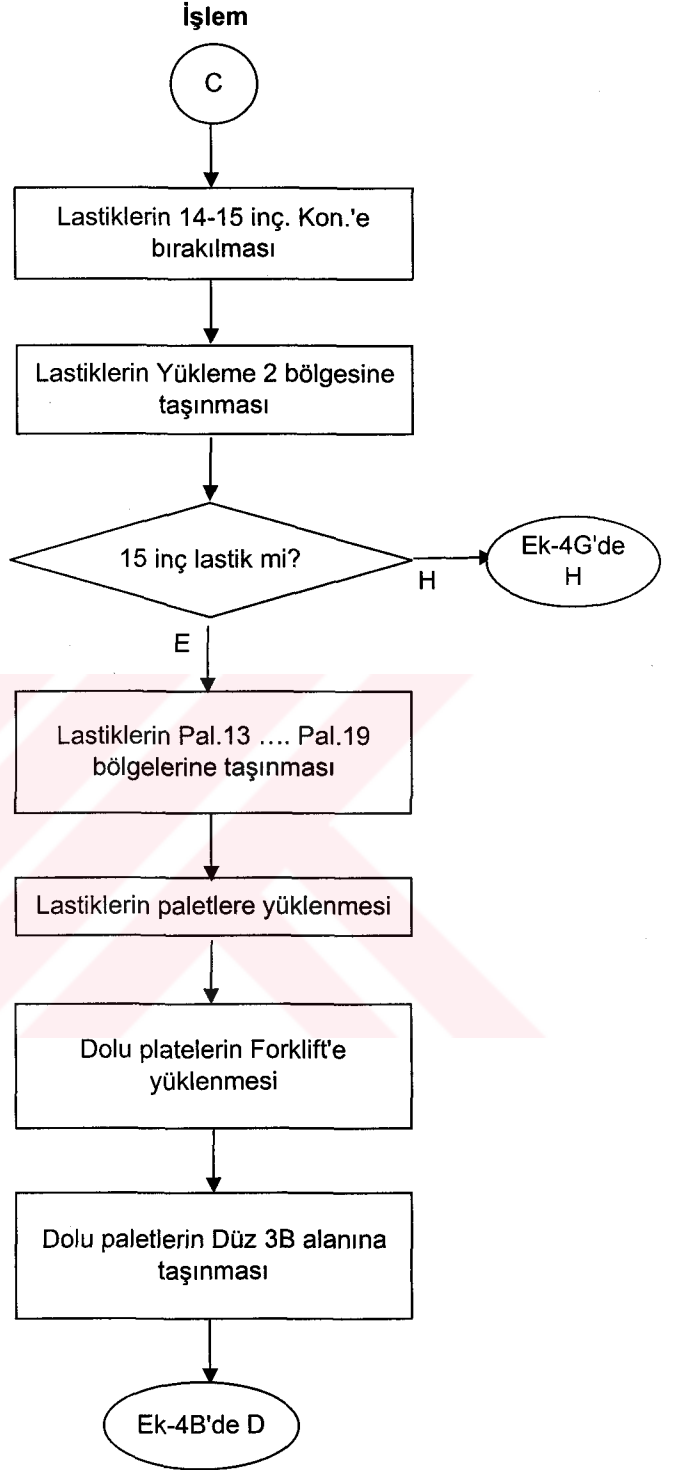 İşlem
C
Lastiklerin 14-15 inç. Kon.'e
bırakılması
Lastiklerin Yükleme 2 bölgesine
taşınması
15 inç lastik mi?
H
Ek-4G'de
H
E
Lastiklerin Pal.13 .... Pal.19
bölgelerine taşınması
Lastiklerin paletlere yüklenmesi
Dolu platelerin Forklift'e
yüklenmesi
Dolu paletlerin Düz 3B alanına
taşınması
Ek-4B'de D